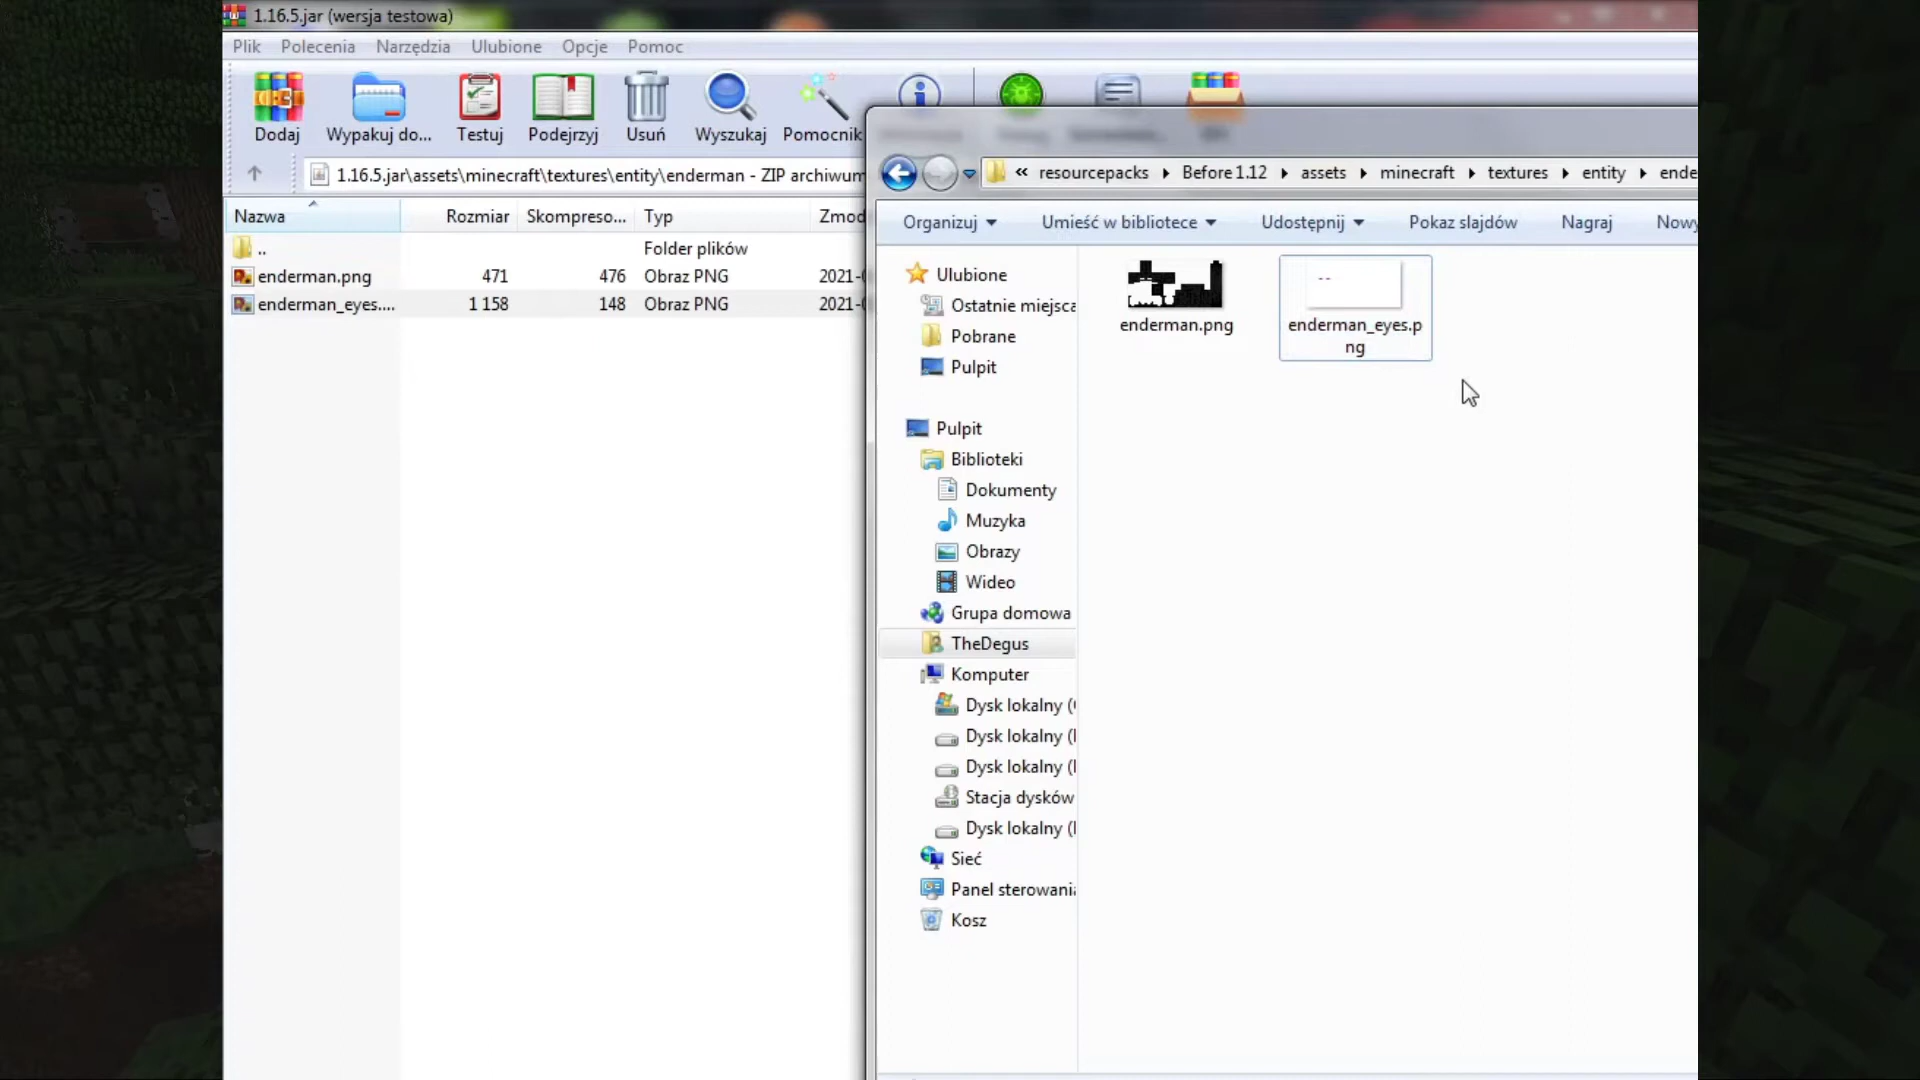 1.16.5.jar (wersja testowa)
Plik Polecenia Narzędzia Ulubione Opcje Pomoc
Dodaj Wypakuj do... Testuj Podejrzyj Usuń Wyszukaj Pomocnik
1.16.5.jar\assets\minecraft\textures\entity\enderman - ZIP archiwum
Nazwa Rozmiar Skompreso... Typ Zmod
.. Folder plików
enderman.png 471 476 Obraz PNG 2021-
enderman_eyes.... 1 158 148 Obraz PNG 2021-
« resourcepacks Before 1.12 assets minecraft textures entity ende
Organizuj Umieść w bibliotece Udostępnij Pokaz slajdów Nagraj Nowy
Ulubione
Ostatnie miejsca
Pobrane
Pulpit
Pulpit
Biblioteki
Dokumenty
Muzyka
Obrazy
Wideo
Grupa domowa
TheDegus
Komputer
Dysk lokalny (
Dysk lokalny (
Dysk lokalny (
Stacja dysków
Dysk lokalny (
Sieć
Panel sterowania
Kosz
enderman.png
enderman_eyes.p
ng